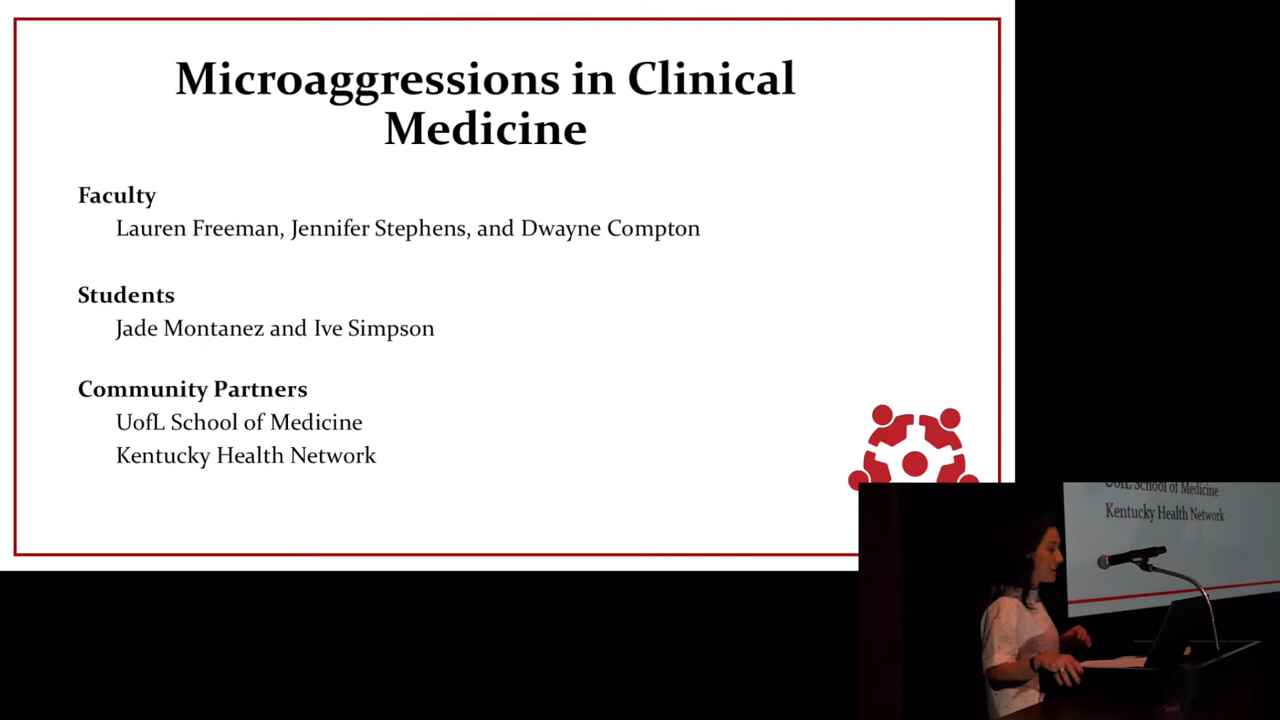 Microaggressions in Clinical
Medicine
Faculty
Lauren Freeman, Jennifer Stephens, and Dwayne Compton
Students
Jade Montanez and Ive Simpson
Community Partners
UofL School of Medicine
Kentucky Health Network
UofL School of Medicine
Kentucky Health Network